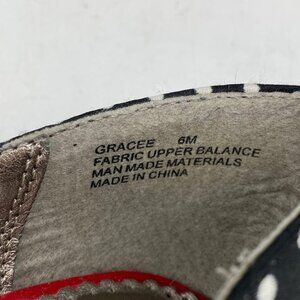 GRACEE 6M
FABRIC UPPER BALANCE
MAN MADE MATERIALS
MADE IN CHINA